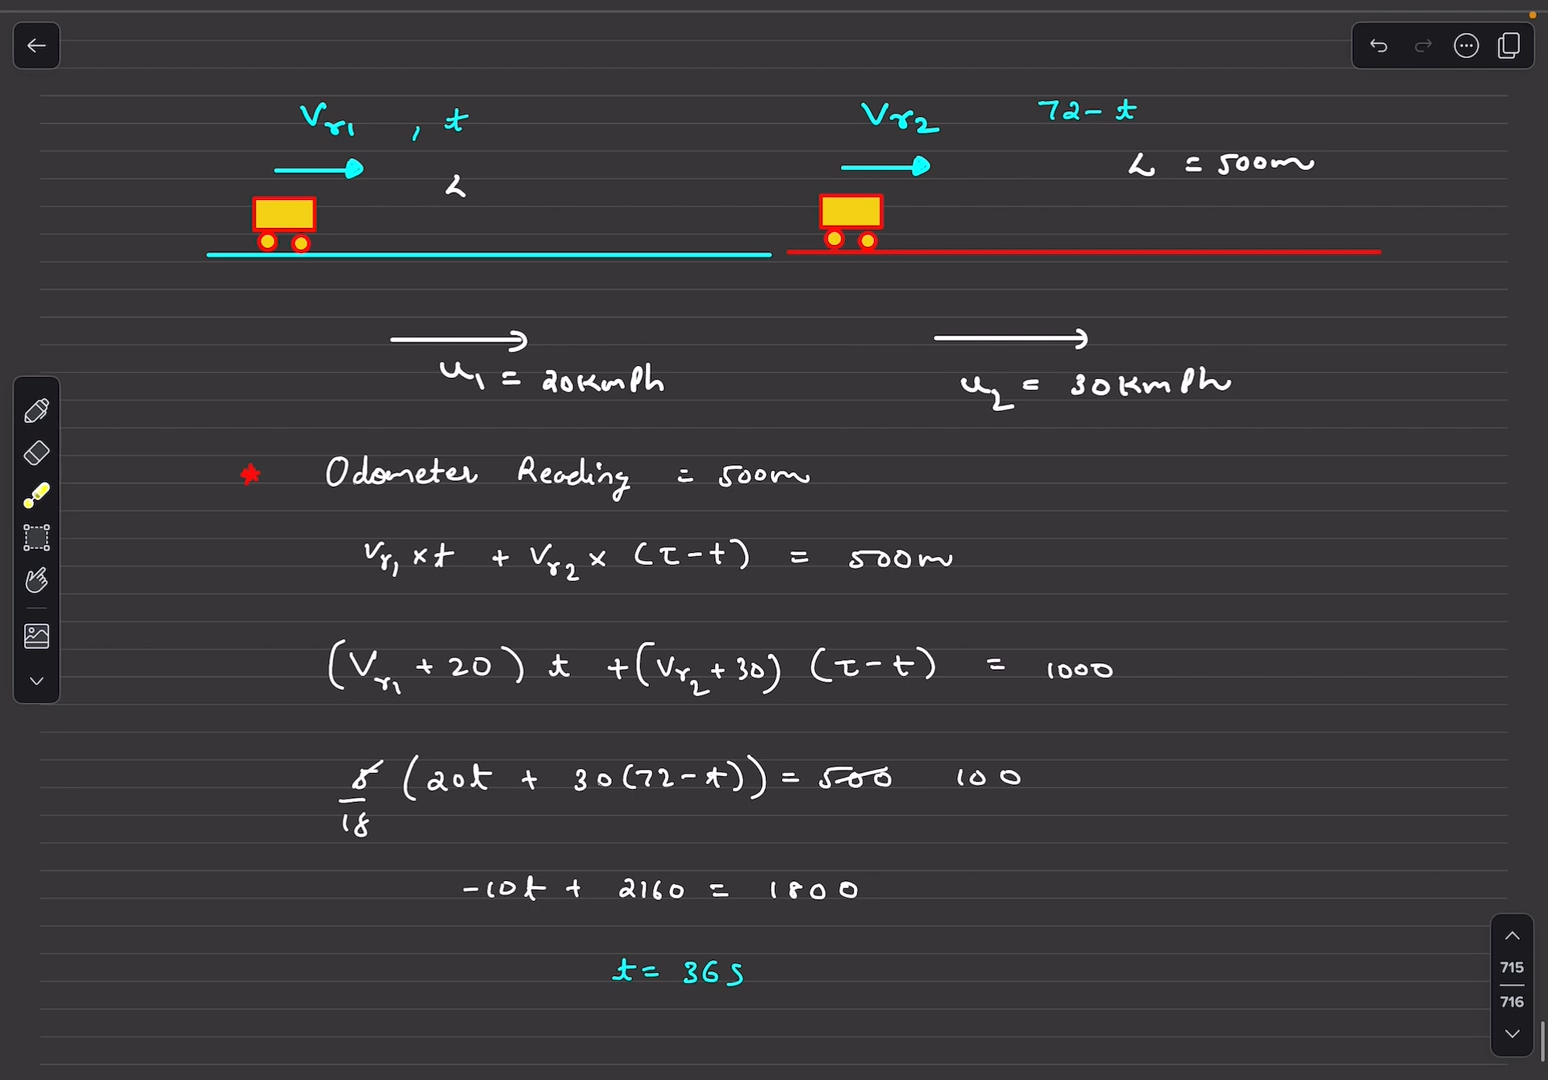 Vr1 , t Vr2 72-t
L L = 500m
u1 = 20KmPh u2 = 30KmPh
* Odometer Reading = 500m
Vr1 × t + Vr2 × (τ-t) = 500m
(Vr1 + 20) t + (Vr2 + 30) (τ-t) = 1000
5/18 (20t + 30(72-t)) = 500 100
-10t + 2160 = 1800
t = 36 s
715
716